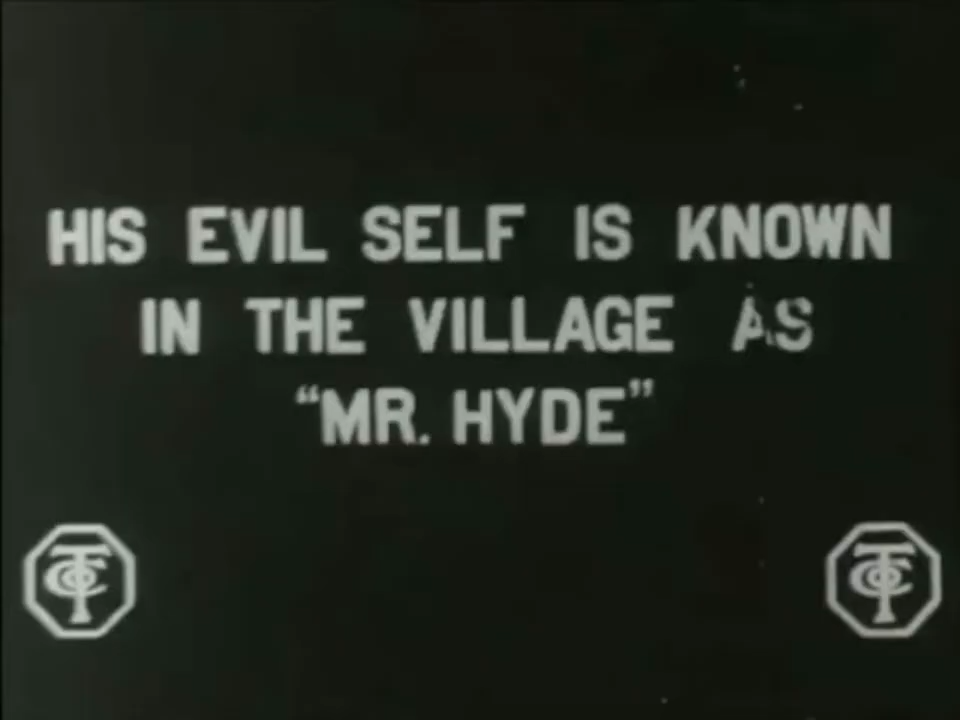 HIS EVIL SELF IS KNOWN
IN THE VILLAGE AS
“MR. HYDE”